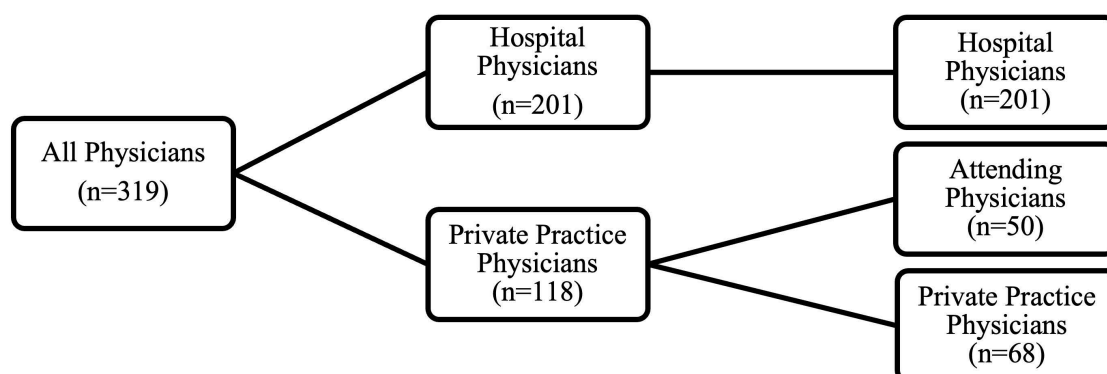 All Physicians
(n=319)
Hospital
Physicians
(n=201)
Private Practice
Physicians
(n=118)
Hospital
Physicians
(n=201)
Attending
Physicians
(n=50)
Private Practice
Physicians
(n=68)